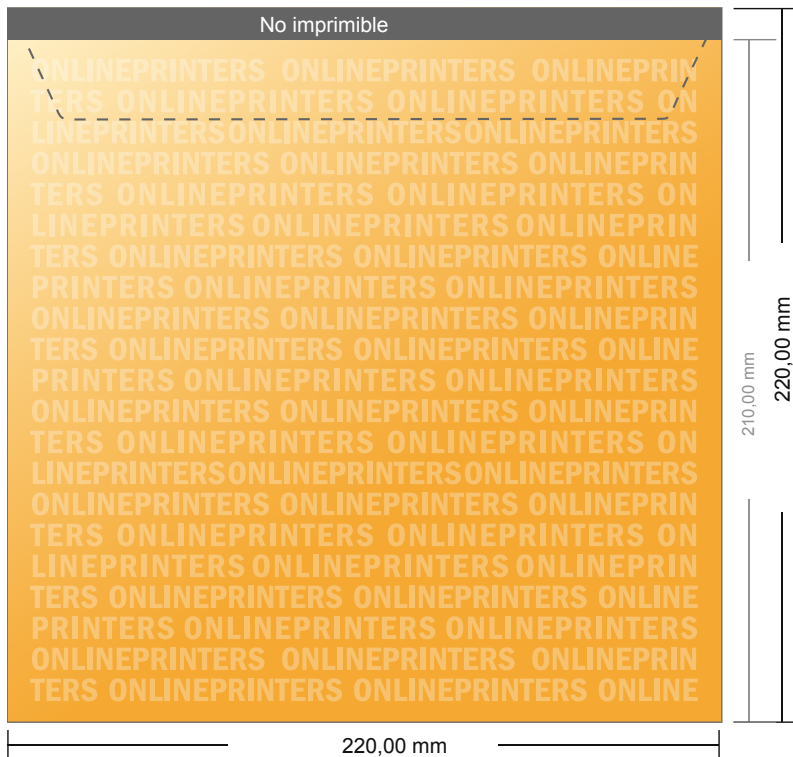 No imprimible
ONLINEPRINTERS ONLINEPRINTERS ONLINEPRIN
TERS ONLINEPRINTERS ONLINEPRINTERS ON
LINEPRINTERSONLINEPRINTERSONLINEPRINTERS
ONLINEPRINTERS ONLINEPRINTERS ONLINEPRIN
TERS ONLINEPRINTERS ONLINEPRINTERS ON
LINEPRINTERS ONLINEPRINTERS ONLINEPRIN
TERS ONLINEPRINTERS ONLINEPRINTERS ONLINE
PRINTERS ONLINEPRINTERS ONLINEPRINTERS
ONLINEPRINTERS ONLINEPRINTERS ONLINEPRIN
TERS ONLINEPRINTERS ONLINEPRINTERS ONLINE
PRINTERS ONLINEPRINTERS ONLINEPRINTERS
ONLINEPRINTERS ONLINEPRINTERS ONLINEPRIN
TERS ONLINEPRINTERS ONLINEPRINTERS ON
LINEPRINTERSONLINEPRINTERSONLINEPRINTERS
ONLINEPRINTERS ONLINEPRINTERS ONLINEPRIN
TERS ONLINEPRINTERS ONLINEPRINTERS ON
LINEPRINTERS ONLINEPRINTERS ONLINEPRIN
TERS ONLINEPRINTERS ONLINEPRINTERS ONLINE
PRINTERS ONLINEPRINTERS ONLINEPRINTERS
ONLINEPRINTERS ONLINEPRINTERS ONLINEPRIN
TERS ONLINEPRINTERS ONLINEPRINTERS ONLINE
210,00 mm
220,00 mm
220,00 mm